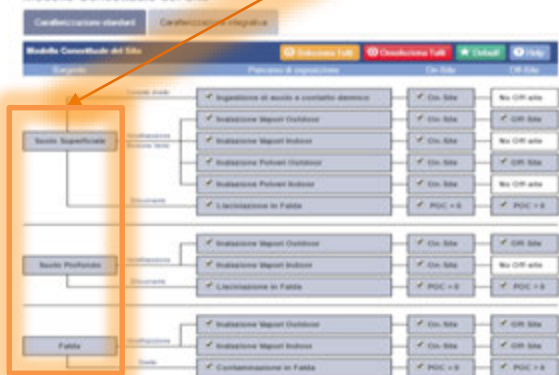 Caratterizzazione standard Caratterizzazione integrativa
Modello Concettuale del Sito Seleziona Tutti Deseleziona Tutti Default Help
Sorgente Percorso di esposizione On-Site Off-Site
Contatto diretto Ingestione di suolo e contatto dermico On-Site No Off-site
Inalazione Vapori Outdoor On-Site Off-Site
Suolo Superficiale Inalazione Vapori Indoor On-Site No Off-site
Inalazione Polveri Outdoor On-Site Off-Site
Inalazione Polveri Indoor On-Site No Off-site
Lisciviazione in Falda POC = 0 POC > 0
Inalazione Vapori Outdoor On-Site Off-Site
Suolo Profondo Inalazione Vapori Indoor On-Site No Off-site
Lisciviazione in Falda POC = 0 POC > 0
Inalazione Vapori Outdoor On-Site Off-Site
Falda Inalazione Vapori Indoor On-Site Off-Site
Contaminazione in Falda POC = 0 POC > 0